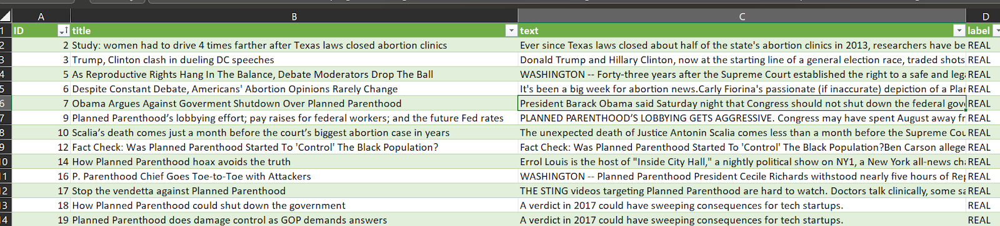 A B C D
1 ID title text label
2 2 Study: women had to drive 4 times farther after Texas laws closed abortion clinics Ever since Texas laws closed about half of the state's abortion clinics in 2013, researchers have be REAL
3 3 Trump, Clinton clash in dueling DC speeches Donald Trump and Hillary Clinton, now at the starting line of a general election race, traded shots REAL
4 5 As Reproductive Rights Hang In The Balance, Debate Moderators Drop The Ball WASHINGTON -- Forty-three years after the Supreme Court established the right to a safe and leg REAL
5 6 Despite Constant Debate, Americans' Abortion Opinions Rarely Change It's been a big week for abortion news.Carly Fiorina's passionate (if inaccurate) depiction of a Pla REAL
6 7 Obama Argues Against Goverment Shutdown Over Planned Parenthood President Barack Obama said Saturday night that Congress should not shut down the federal gov REAL
7 9 Planned Parenthood’s lobbying effort; pay raises for federal workers; and the future Fed rates PLANNED PARENTHOOD’S LOBBYING GETS AGGRESSIVE. Congress may have spent August away fr REAL
8 10 Scalia’s death comes just a month before the court’s biggest abortion case in years The unexpected death of Justice Antonin Scalia comes less than a month before the Supreme Cou REAL
9 12 Fact Check: Was Planned Parenthood Started To 'Control' The Black Population? Fact Check: Was Planned Parenthood Started To 'Control' The Black Population?Ben Carson allege REAL
10 14 How Planned Parenthood hoax avoids the truth Errol Louis is the host of "Inside City Hall," a nightly political show on NY1, a New York all-news ch REAL
11 16 P. Parenthood Chief Goes Toe-to-Toe with Attackers WASHINGTON -- Planned Parenthood President Cecile Richards withstood nearly five hours of Rep REAL
12 17 Stop the vendetta against Planned Parenthood THE STING videos targeting Planned Parenthood are hard to watch. Doctors talk clinically, some sa REAL
13 18 How Planned Parenthood could shut down the government A verdict in 2017 could have sweeping consequences for tech startups. REAL
14 19 Planned Parenthood does damage control as GOP demands answers A verdict in 2017 could have sweeping consequences for tech startups. REAL